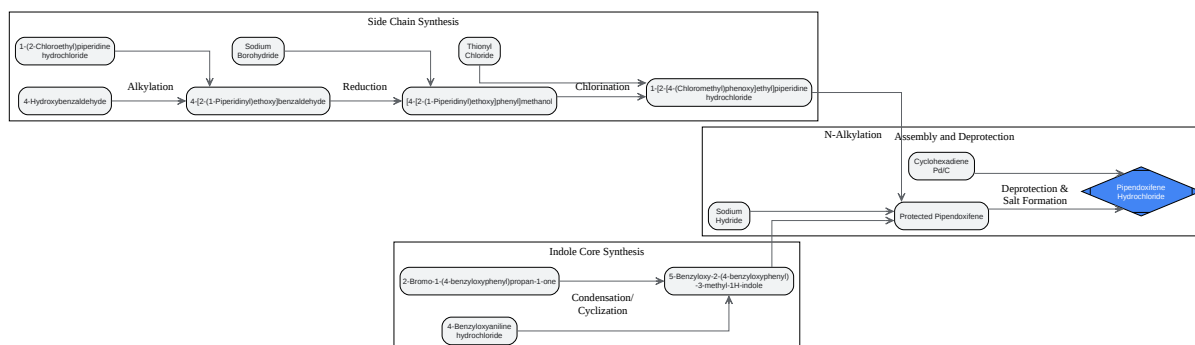 Side Chain Synthesis
1-(2-Chloroethyl)piperidine
hydrochloride
Sodium
Borohydride
Thionyl
Chloride
4-Hydroxybenzaldehyde
Alkylation
4-[2-(1-Piperidinyl)ethoxy]benzaldehyde
Reduction
[4-[2-(1-Piperidinyl)ethoxy]phenyl]methanol
Chlorination
1-[2-[4-(Chloromethyl)phenoxy]ethyl]piperidine
hydrochloride
N-Alkylation
Assembly and Deprotection
Cyclohexadiene
Pd/C
Deprotection &
Salt Formation
Pipendoxifene
Hydrochloride
Sodium
Hydride
Protected Pipendoxifene
Indole Core Synthesis
2-Bromo-1-(4-benzyloxyphenyl)propan-1-one
Condensation/
Cyclization
5-Benzyloxy-2-(4-benzyloxyphenyl)
-3-methyl-1H-indole
4-Benzyloxyaniline
hydrochloride